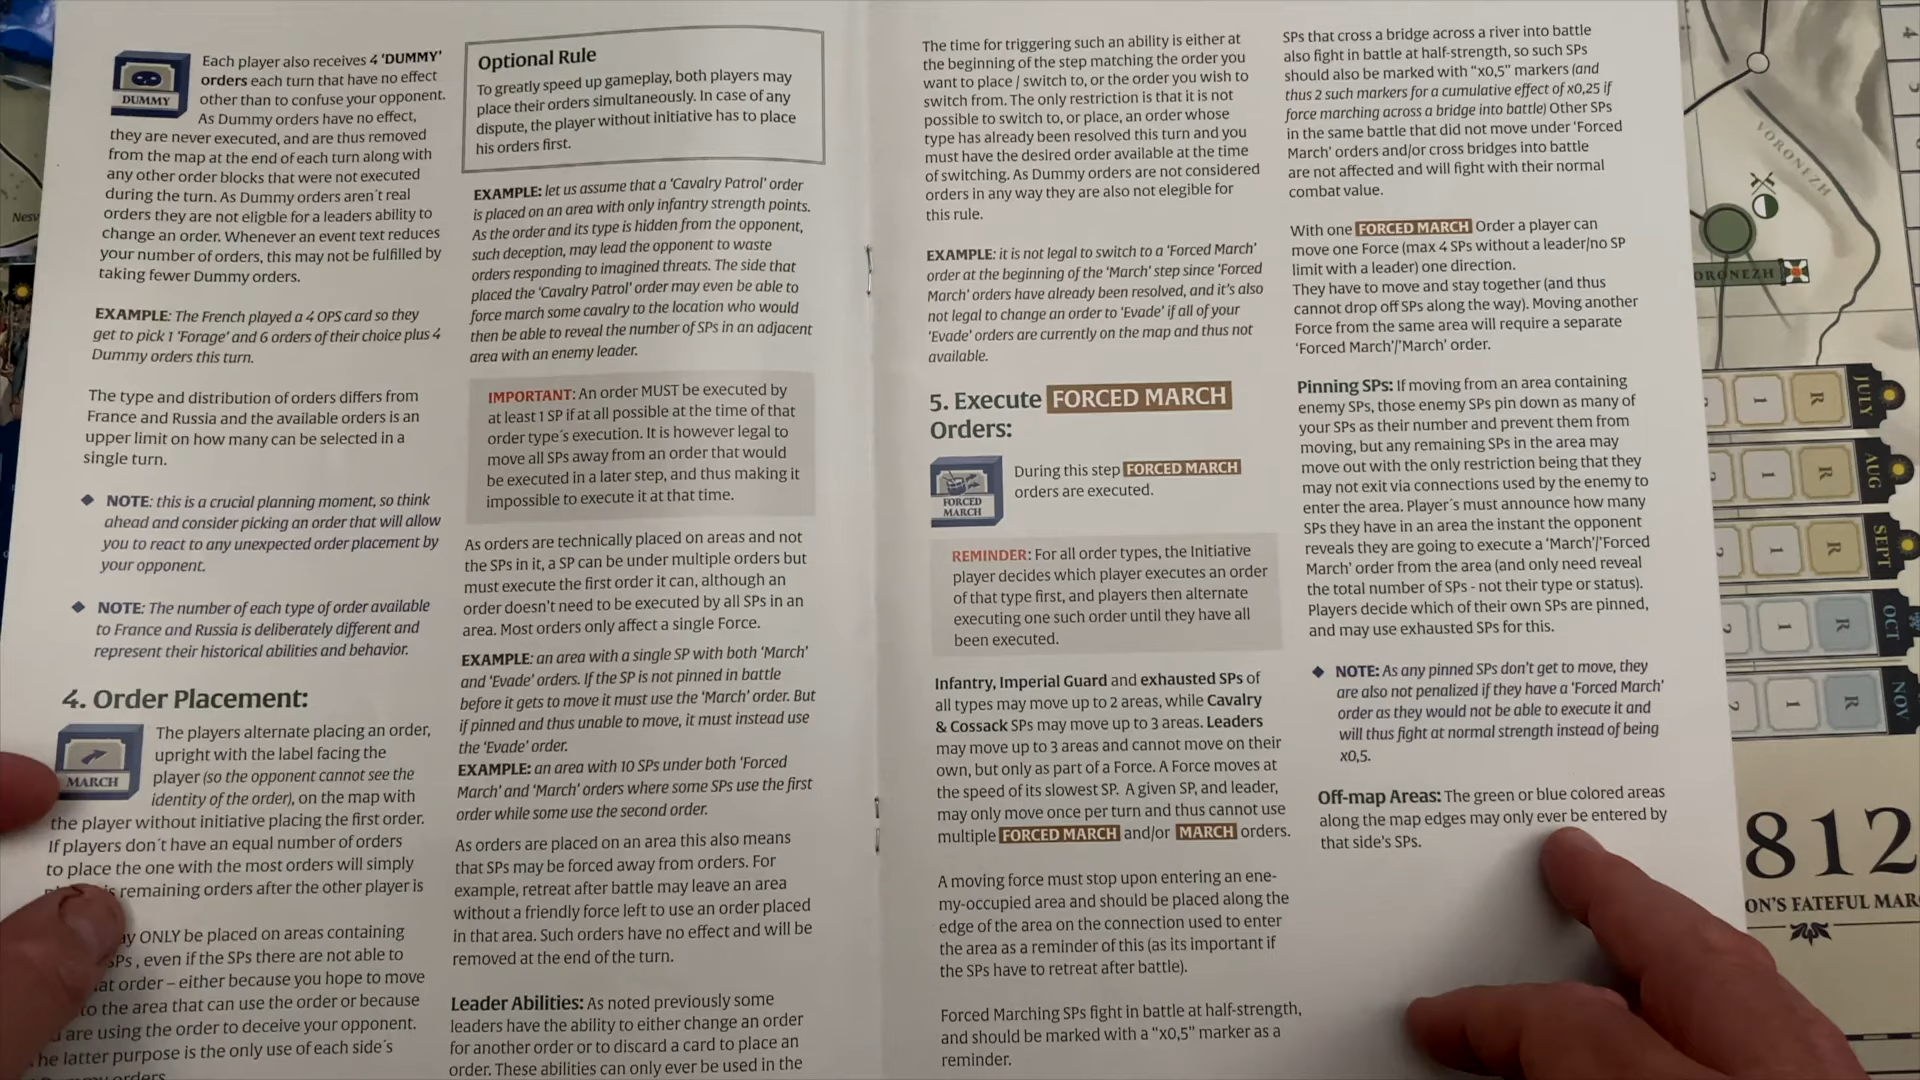 DUMMY
Each player also receives 4 'DUMMY'
orders each turn that have no effect
other than to confuse your opponent.
As Dummy orders have no effect,
they are never executed, and are thus removed
from the map at the end of each turn along with
any other order blocks that were not executed
during the turn. As Dummy orders aren´t real
orders they are not eligble for a leaders ability to
change an order. Whenever an event text reduces
your number of orders, this may not be fulfilled by
taking fewer Dummy orders.
EXAMPLE: The French played a 4 OPS card so they
get to pick 1 'Forage' and 6 orders of their choice plus 4
Dummy orders this turn.
The type and distribution of orders differs from
France and Russia and the available orders is an
upper limit on how many can be selected in a
single turn.
◆ NOTE: this is a crucial planning moment, so think
ahead and consider picking an order that will allow
you to react to any unexpected order placement by
your opponent.
◆ NOTE: The number of each type of order available
to France and Russia is deliberately different and
represent their historical abilities and behavior.
4. Order Placement:
MARCH
The players alternate placing an order,
upright with the label facing the
player (so the opponent cannot see the
identity of the order), on the map with
the player without initiative placing the first order.
If players don´t have an equal number of orders
to place the one with the most orders will simply
remaining orders after the other player is
ONLY be placed on areas containing
SPs, even if the SPs there are not able to
order – either because you hope to move
to the area that can use the order or because
are using the order to deceive your opponent.
latter purpose is the only use of each side´s
orders
Optional Rule
To greatly speed up gameplay, both players may
place their orders simultaneously. In case of any
dispute, the player without initiative has to place
his orders first.
EXAMPLE: let us assume that a 'Cavalry Patrol' order
is placed on an area with only infantry strength points.
As the order and its type is hidden from the opponent,
such deception, may lead the opponent to waste
orders responding to imagined threats. The side that
placed the 'Cavalry Patrol' order may even be able to
force march some cavalry to the location who would
then be able to reveal the number of SPs in an adjacent
area with an enemy leader.
IMPORTANT: An order MUST be executed by
at least 1 SP if at all possible at the time of that
order type´s execution. It is however legal to
move all SPs away from an order that would
be executed in a later step, and thus making it
impossible to execute it at that time.
As orders are technically placed on areas and not
the SPs in it, a SP can be under multiple orders but
must execute the first order it can, although an
order doesn't need to be executed by all SPs in an
area. Most orders only affect a single Force.
EXAMPLE: an area with a single SP with both 'March'
and 'Evade' orders. If the SP is not pinned in battle
before it gets to move it must use the 'March' order. But
if pinned and thus unable to move, it must instead use
the 'Evade' order.
EXAMPLE: an area with 10 SPs under both 'Forced
March' and 'March' orders where some SPs use the first
order while some use the second order.
As orders are placed on an area this also means
that SPs may be forced away from orders. For
example, retreat after battle may leave an area
without a friendly force left to use an order placed
in that area. Such orders have no effect and will be
removed at the end of the turn.
Leader Abilities: As noted previously some
leaders have the ability to either change an order
for another order or to discard a card to place an
order. These abilities can only ever be used in the
The time for triggering such an ability is either at
the beginning of the step matching the order you
want to place / switch to, or the order you wish to
switch from. The only restriction is that it is not
possible to switch to, or place, an order whose
type has already been resolved this turn and you
must have the desired order available at the time
of switching. As Dummy orders are not considered
orders in any way they are also not elegible for
this rule.
EXAMPLE: it is not legal to switch to a 'Forced March'
order at the beginning of the 'March' step since 'Forced
March' orders have already been resolved, and it's also
not legal to change an order to 'Evade' if all of your
'Evade' orders are currently on the map and thus not
available.
5. Execute FORCED MARCH
Orders:
FORCED
MARCH
During this step FORCED MARCH
orders are executed.
REMINDER: For all order types, the Initiative
player decides which player executes an order
of that type first, and players then alternate
executing one such order until they have all
been executed.
Infantry, Imperial Guard and exhausted SPs of
all types may move up to 2 areas, while Cavalry
& Cossack SPs may move up to 3 areas. Leaders
may move up to 3 areas and cannot move on their
own, but only as part of a Force. A Force moves at
the speed of its slowest SP. A given SP, and leader,
may only move once per turn and thus cannot use
multiple FORCED MARCH and/or MARCH orders.
A moving force must stop upon entering an ene-
my-occupied area and should be placed along the
edge of the area on the connection used to enter
the area as a reminder of this (as its important if
the SPs have to retreat after battle).
Forced Marching SPs fight in battle at half-strength,
and should be marked with a "x0,5" marker as a
reminder.
SPs that cross a bridge across a river into battle
also fight in battle at half-strength, so such SPs
should also be marked with "x0,5" markers (and
thus 2 such markers for a cumulative effect of x0,25 if
force marching across a bridge into battle) Other SPs
in the same battle that did not move under 'Forced
March' orders and/or cross bridges into battle
are not affected and will fight with their normal
combat value.
With one FORCED MARCH Order a player can
move one Force (max 4 SPs without a leader/no SP
limit with a leader) one direction.
They have to move and stay together (and thus
cannot drop off SPs along the way). Moving another
Force from the same area will require a separate
'Forced March'/'March' order.
Pinning SPs: If moving from an area containing
enemy SPs, those enemy SPs pin down as many of
your SPs as their number and prevent them from
moving, but any remaining SPs in the area may
move out with the only restriction being that they
may not exit via connections used by the enemy to
enter the area. Player´s must announce how many
SPs they have in an area the instant the opponent
reveals they are going to execute a 'March'/'Forced
March' order from the area (and only need reveal
the total number of SPs - not their type or status).
Players decide which of their own SPs are pinned,
and may use exhausted SPs for this.
◆ NOTE: As any pinned SPs don't get to move, they
are also not penalized if they have a 'Forced March'
order as they would not be able to execute it and
will thus fight at normal strength instead of being
x0,5.
Off-map Areas: The green or blue colored areas
along the map edges may only ever be entered by
that side's SPs.
VORONEZH
ORONEZH
1 R JULY
1 R AUG
1 R SEPT
1 R OCT
1 R NOV
812
ON'S FATEFUL MAR